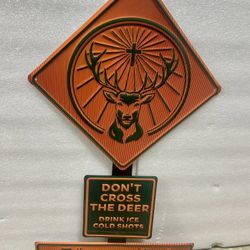 DON'T
CROSS
THE DEER
DRINK ICE
COLD SHOTS